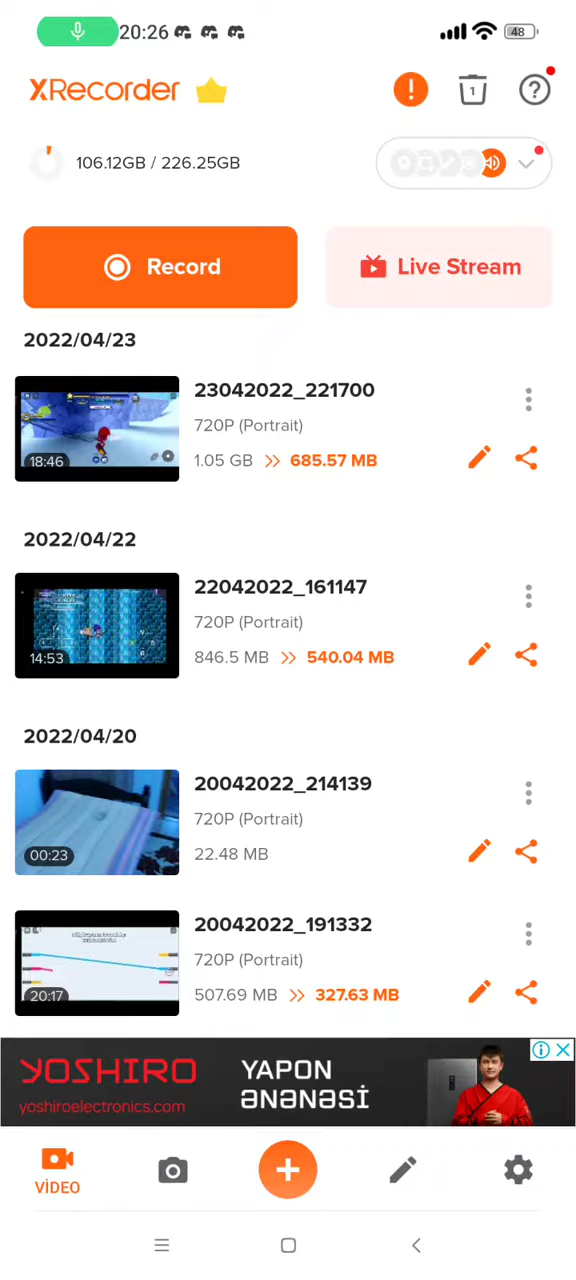 20:26
48
XRecorder
1
106.12GB / 226.25GB
Record
Live Stream
2022/04/23
23042022_221700
720P (Portrait)
18:46
1.05 GB >> 685.57 MB
2022/04/22
22042022_161147
720P (Portrait)
14:53
846.5 MB >> 540.04 MB
2022/04/20
20042022_214139
720P (Portrait)
00:23
22.48 MB
20042022_191332
720P (Portrait)
20:17
507.69 MB >> 327.63 MB
YOSHIRO
yoshiroelectronics.com
YAPON
ƏNƏNƏSİ
VİDEO